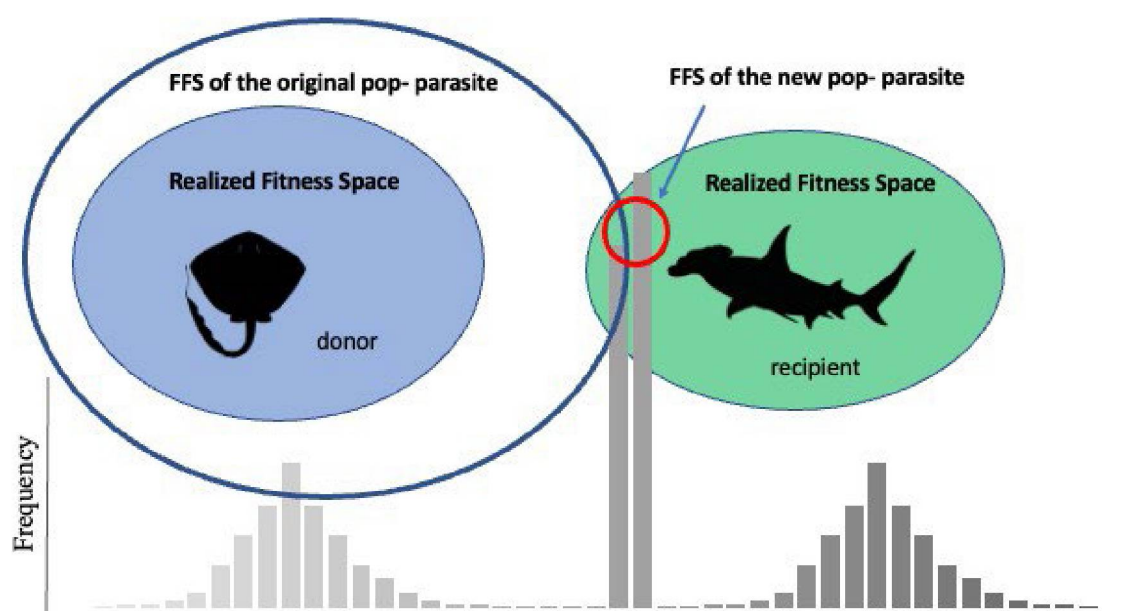 FFS of the original pop- parasite
FFS of the new pop- parasite
Realized Fitness Space
Realized Fitness Space
donor
recipient
Frequency